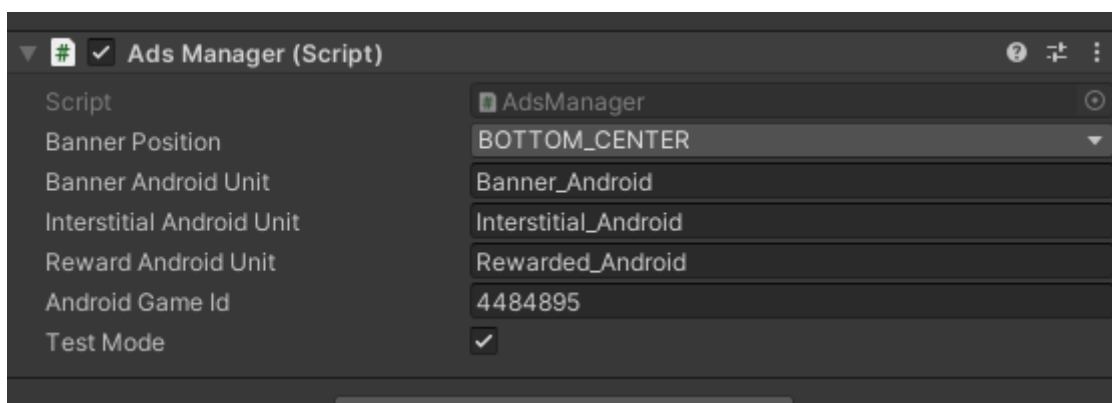 # Ads Manager (Script)
Script # AdsManager
Banner Position BOTTOM_CENTER
Banner Android Unit Banner_Android
Interstitial Android Unit Interstitial_Android
Reward Android Unit Rewarded_Android
Android Game Id 4484895
Test Mode